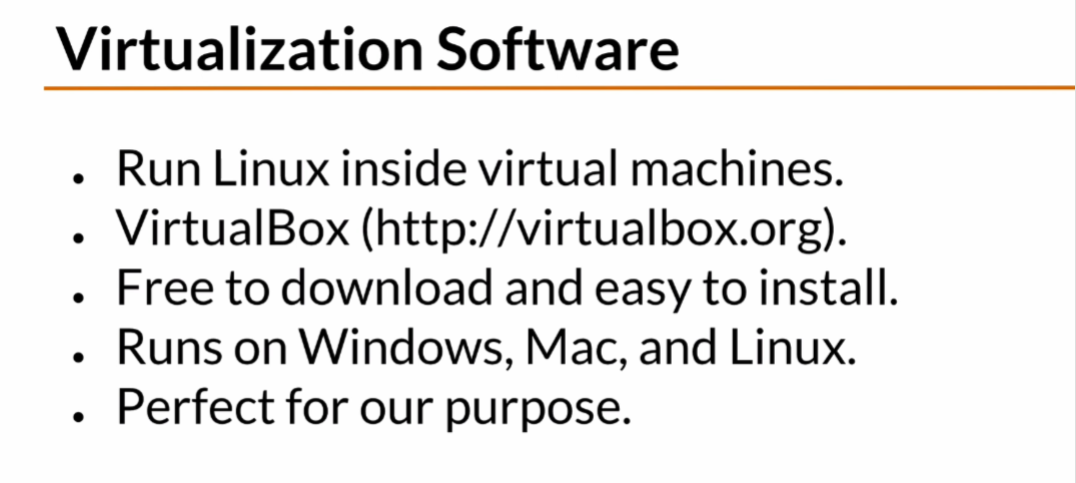 Virtualization Software
• Run Linux inside virtual machines.
• VirtualBox (http://virtualbox.org).
• Free to download and easy to install.
• Runs on Windows, Mac, and Linux.
• Perfect for our purpose.